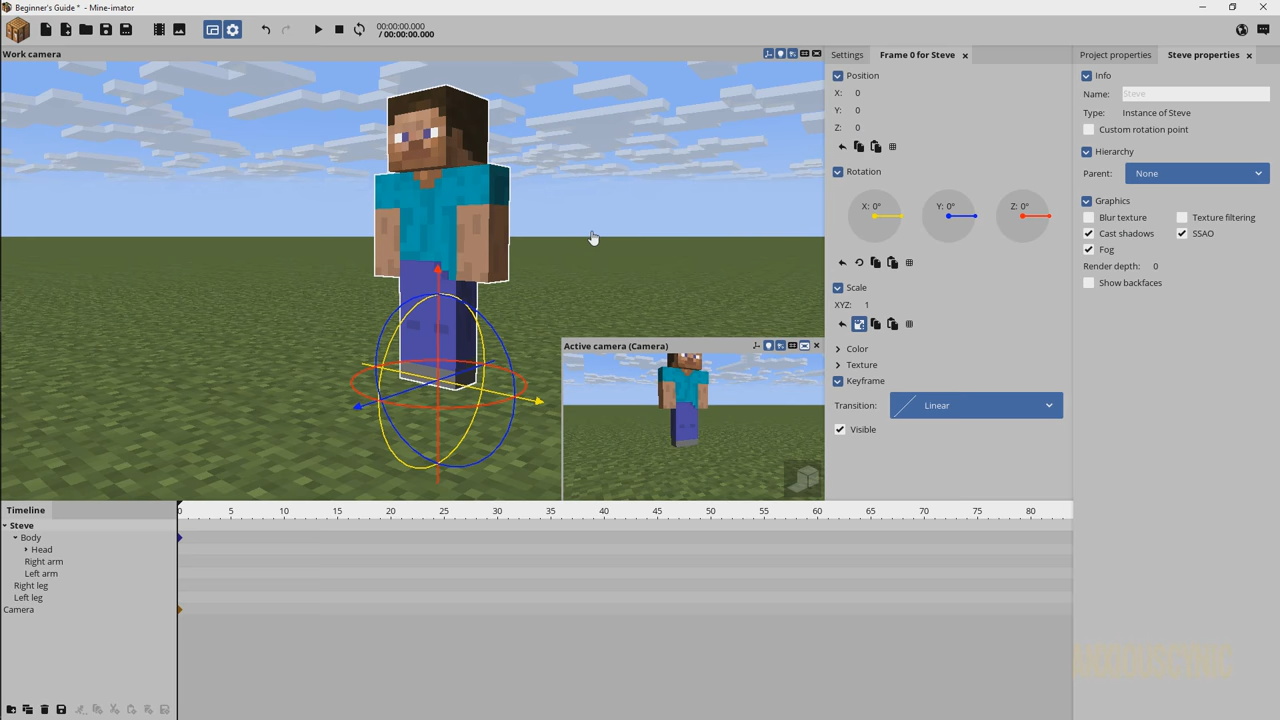 Beginner's Guide * - Mine-imator
00:00:00.000
/ 00:00:00.000
Work camera
Active camera (Camera)
Settings
Frame 0 for Steve
Position
X: 0
Y: 0
Z: 0
Rotation
X: 0° Y: 0° Z: 0°
Scale
XYZ: 1
Color
Texture
Keyframe
Transition: Linear
Visible
Project properties
Steve properties
Info
Name: Steve
Type: Instance of Steve
Custom rotation point
Hierarchy
Parent: None
Graphics
Blur texture Texture filtering
Cast shadows SSAO
Fog
Render depth: 0
Show backfaces
Timeline
0 5 10 15 20 25 30 35 40 45 50 55 60 65 70 75 80
Steve
Body
Head
Right arm
Left arm
Right leg
Left leg
Camera